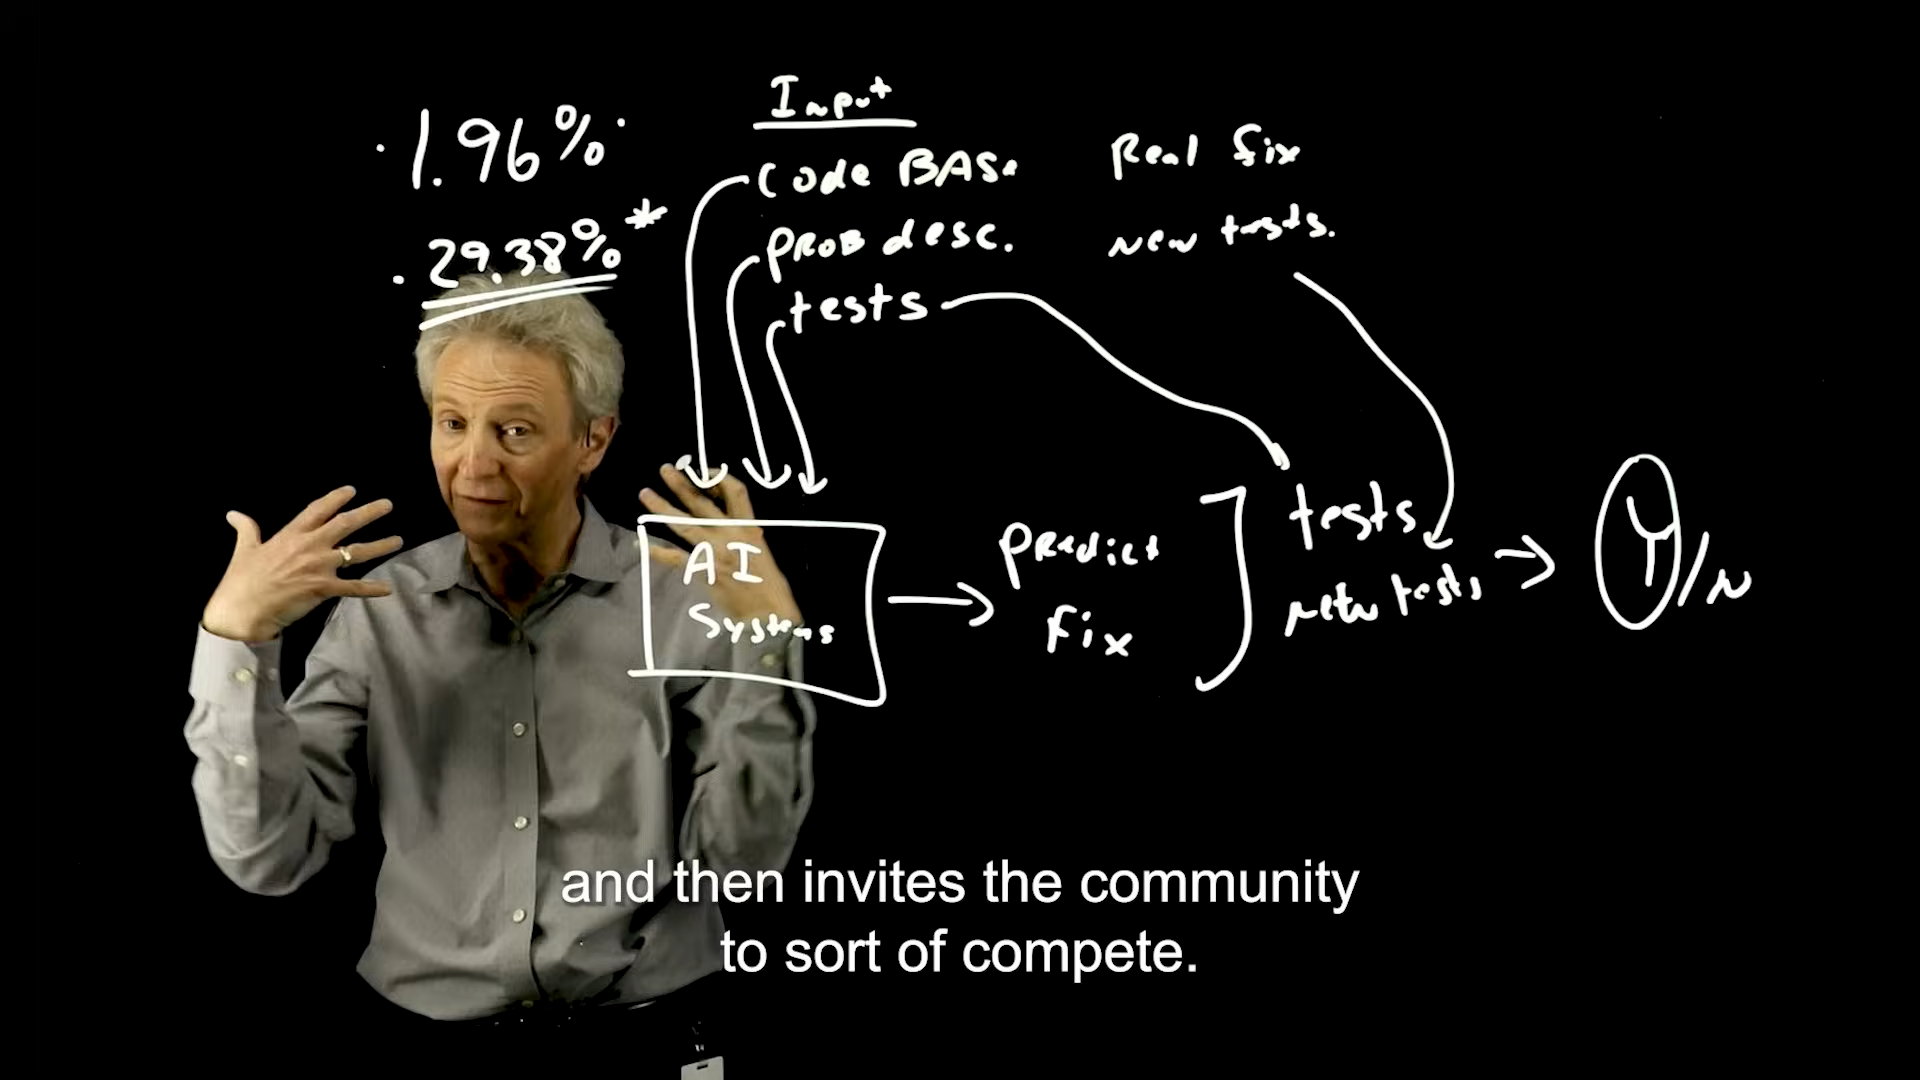 1.96%
29.38%*
Input
Code BASe
PROB desc.
tests
Real fix
New tests.
AI
Systems
Predict
fix
tests
new tests
Y/N
and then invites the community
to sort of compete.